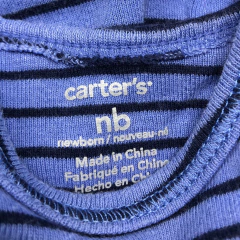 carter's
nb
newborn / nouveau-né
Made in China
Fabriqué en Chine
Hecho en China